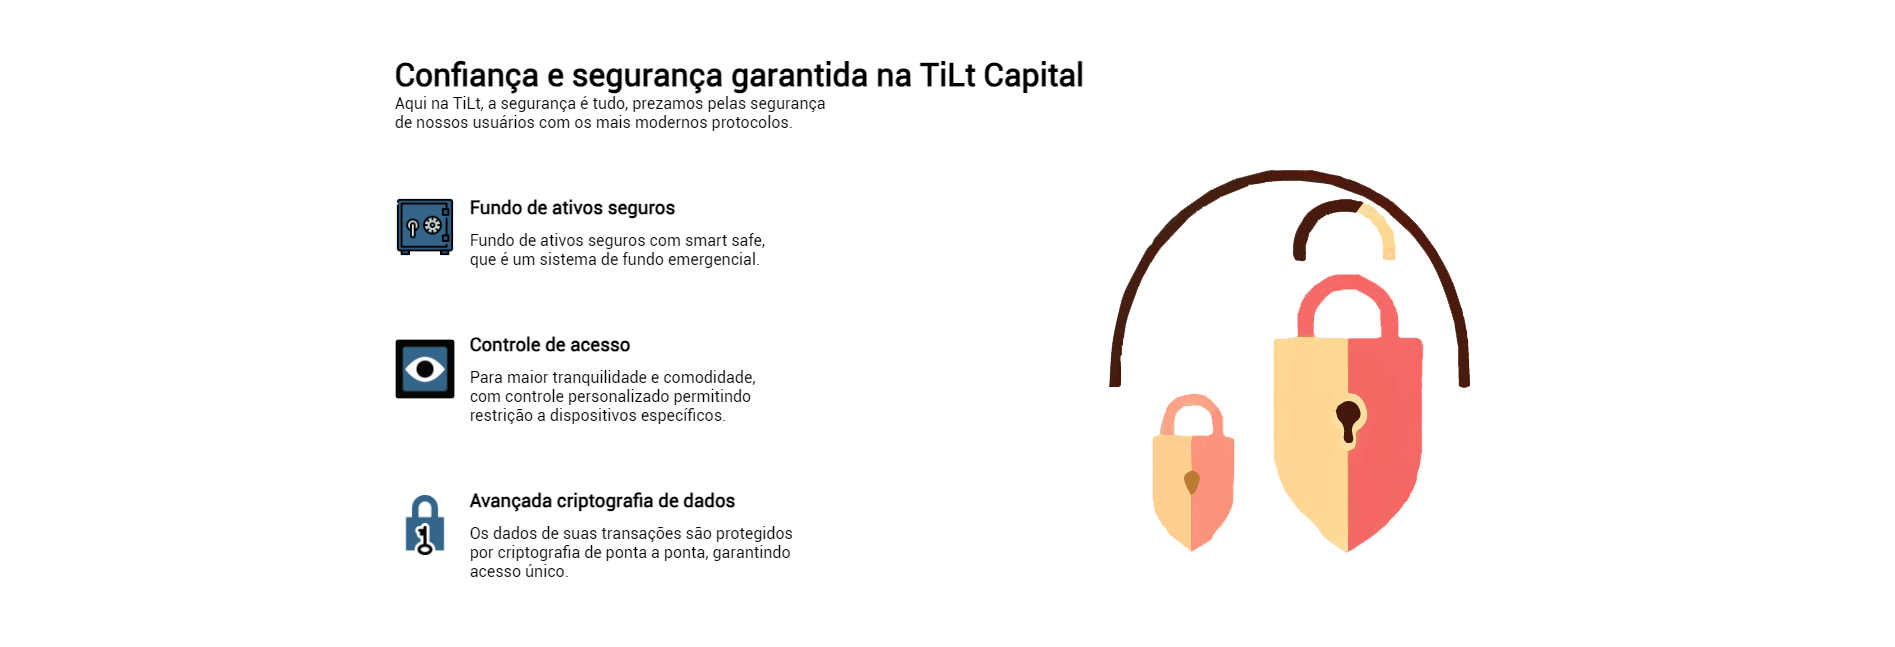 Confiança e segurança garantida na TiLt Capital
Aqui na TiLt, a segurança é tudo, prezamos pelas segurança
de nossos usuários com os mais modernos protocolos.
Fundo de ativos seguros
Fundo de ativos seguros com smart safe,
que é um sistema de fundo emergencial.
Controle de acesso
Para maior tranquilidade e comodidade,
com controle personalizado permitindo
restrição a dispositivos específicos.
Avançada criptografia de dados
Os dados de suas transações são protegidos
por criptografia de ponta a ponta, garantindo
acesso único.